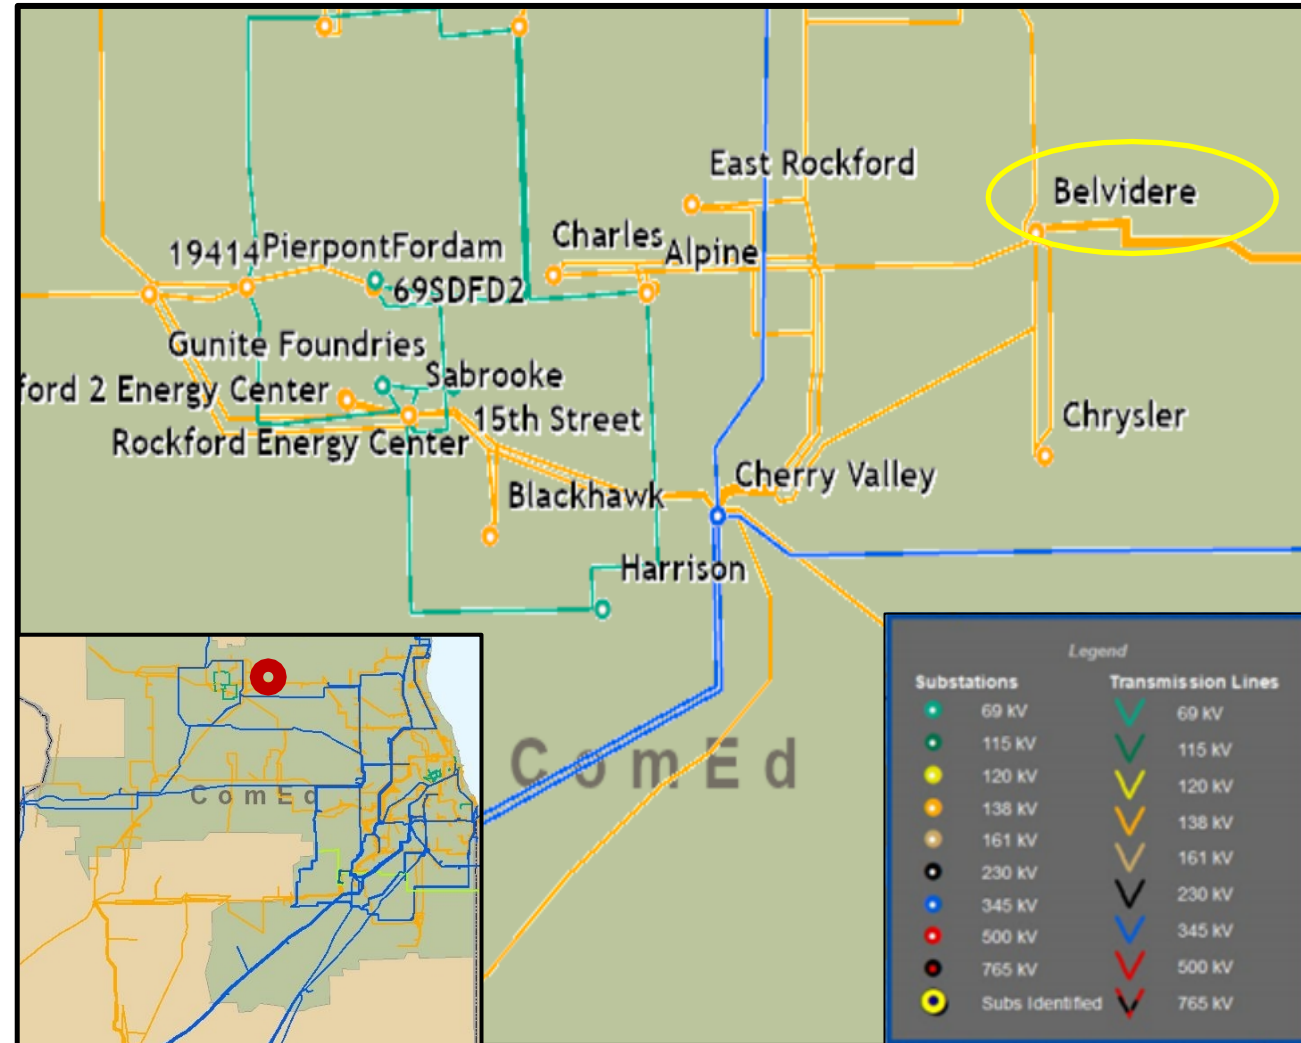 East Rockford
Belvidere
19414 Pierpont Fordam
Charles
Alpine
69SDFD2
Gunite Foundries
ford 2 Energy Center
Sabrooke
15th Street
Rockford Energy Center
Chrysler
Cherry Valley
Blackhawk
Harrison
ComEd
ComEd
Legend
Substations Transmission Lines
69 kV 69 kV
115 kV 115 kV
120 kV 120 kV
138 kV 138 kV
161 kV 161 kV
230 kV 230 kV
345 kV 345 kV
500 kV 500 kV
765 kV 765 kV
Subs Identified